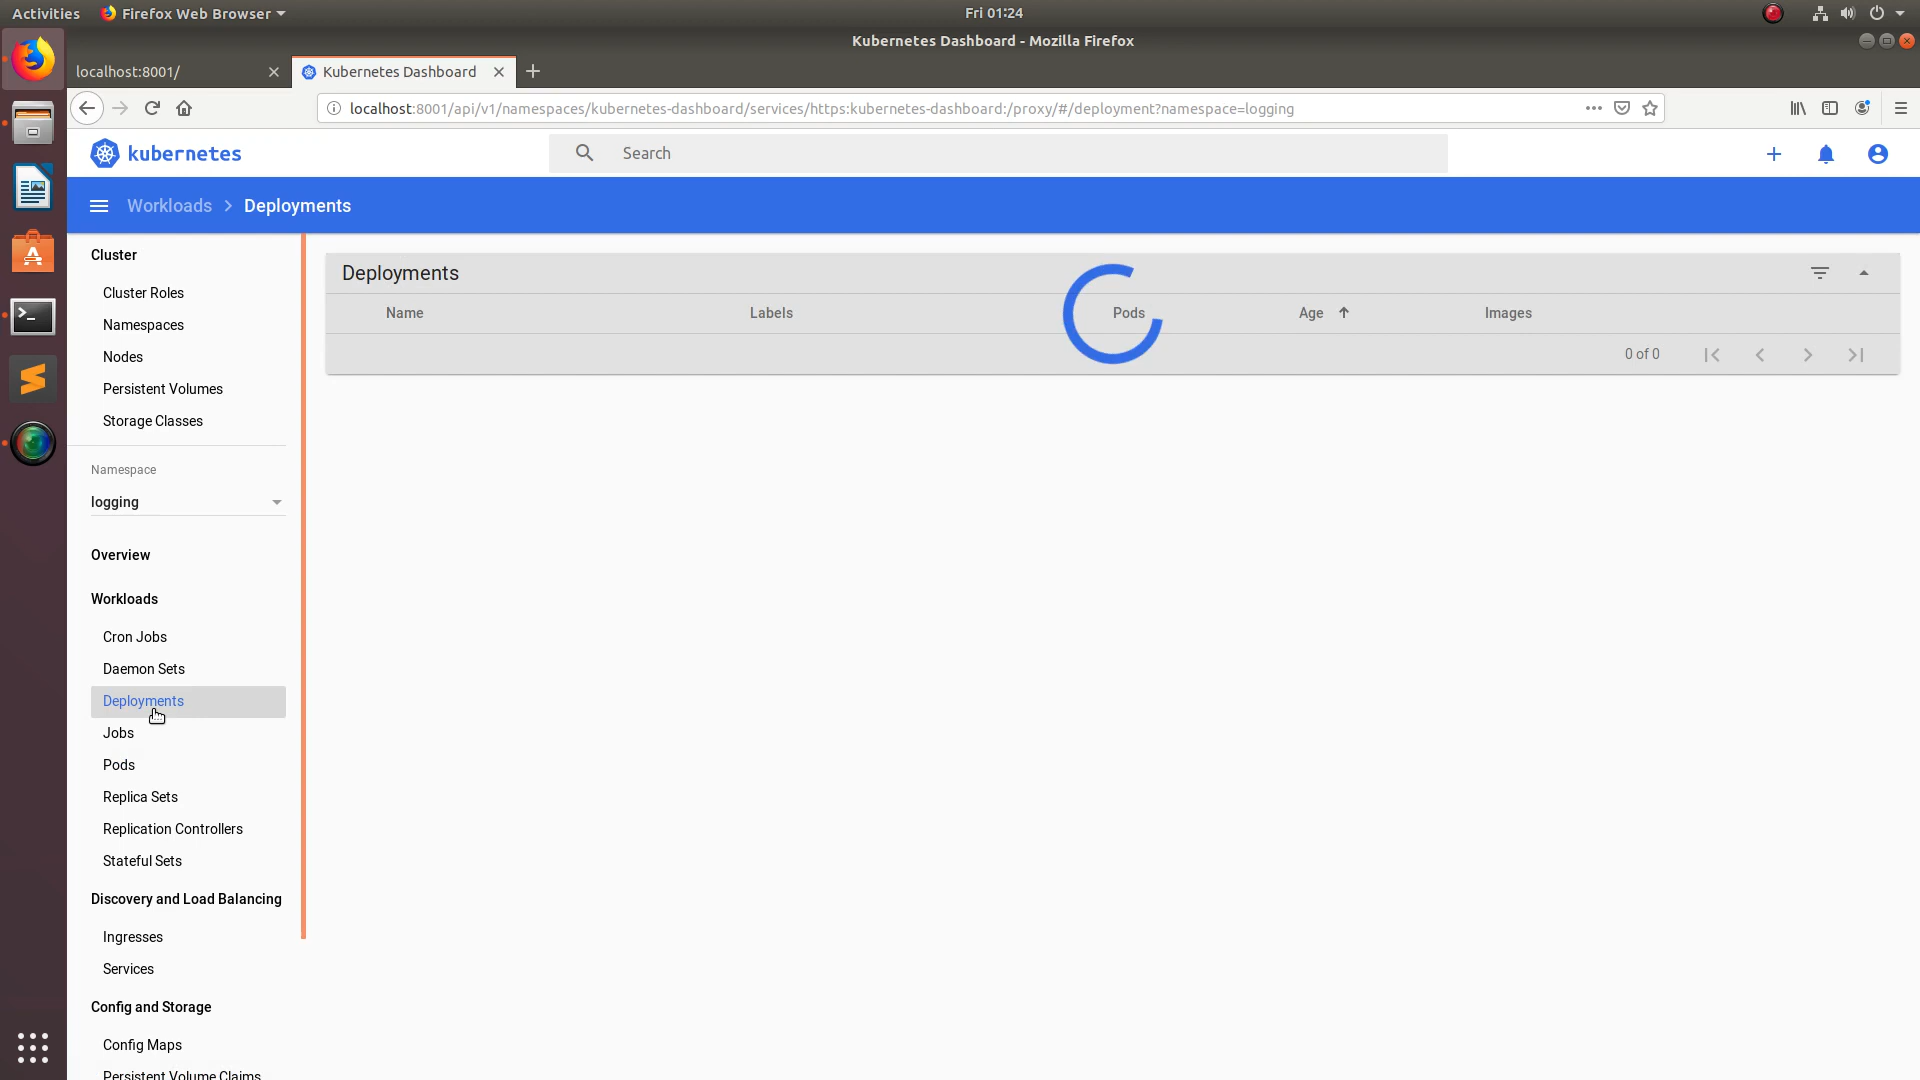 Activities
Firefox Web Browser
Fri 01:24
Kubernetes Dashboard - Mozilla Firefox
localhost:8001/
Kubernetes Dashboard
localhost:8001/api/v1/namespaces/kubernetes-dashboard/services/https:kubernetes-dashboard:/proxy/#/deployment?namespace=logging
kubernetes
Search
Workloads
Deployments
Cluster
Cluster Roles
Namespaces
Nodes
Persistent Volumes
Storage Classes
Namespace
logging
Overview
Workloads
Cron Jobs
Daemon Sets
Deployments
Jobs
Pods
Replica Sets
Replication Controllers
Stateful Sets
Discovery and Load Balancing
Ingresses
Services
Config and Storage
Config Maps
Persistent Volume Claims
Deployments
Name
Labels
Pods
Age
Images
0 of 0